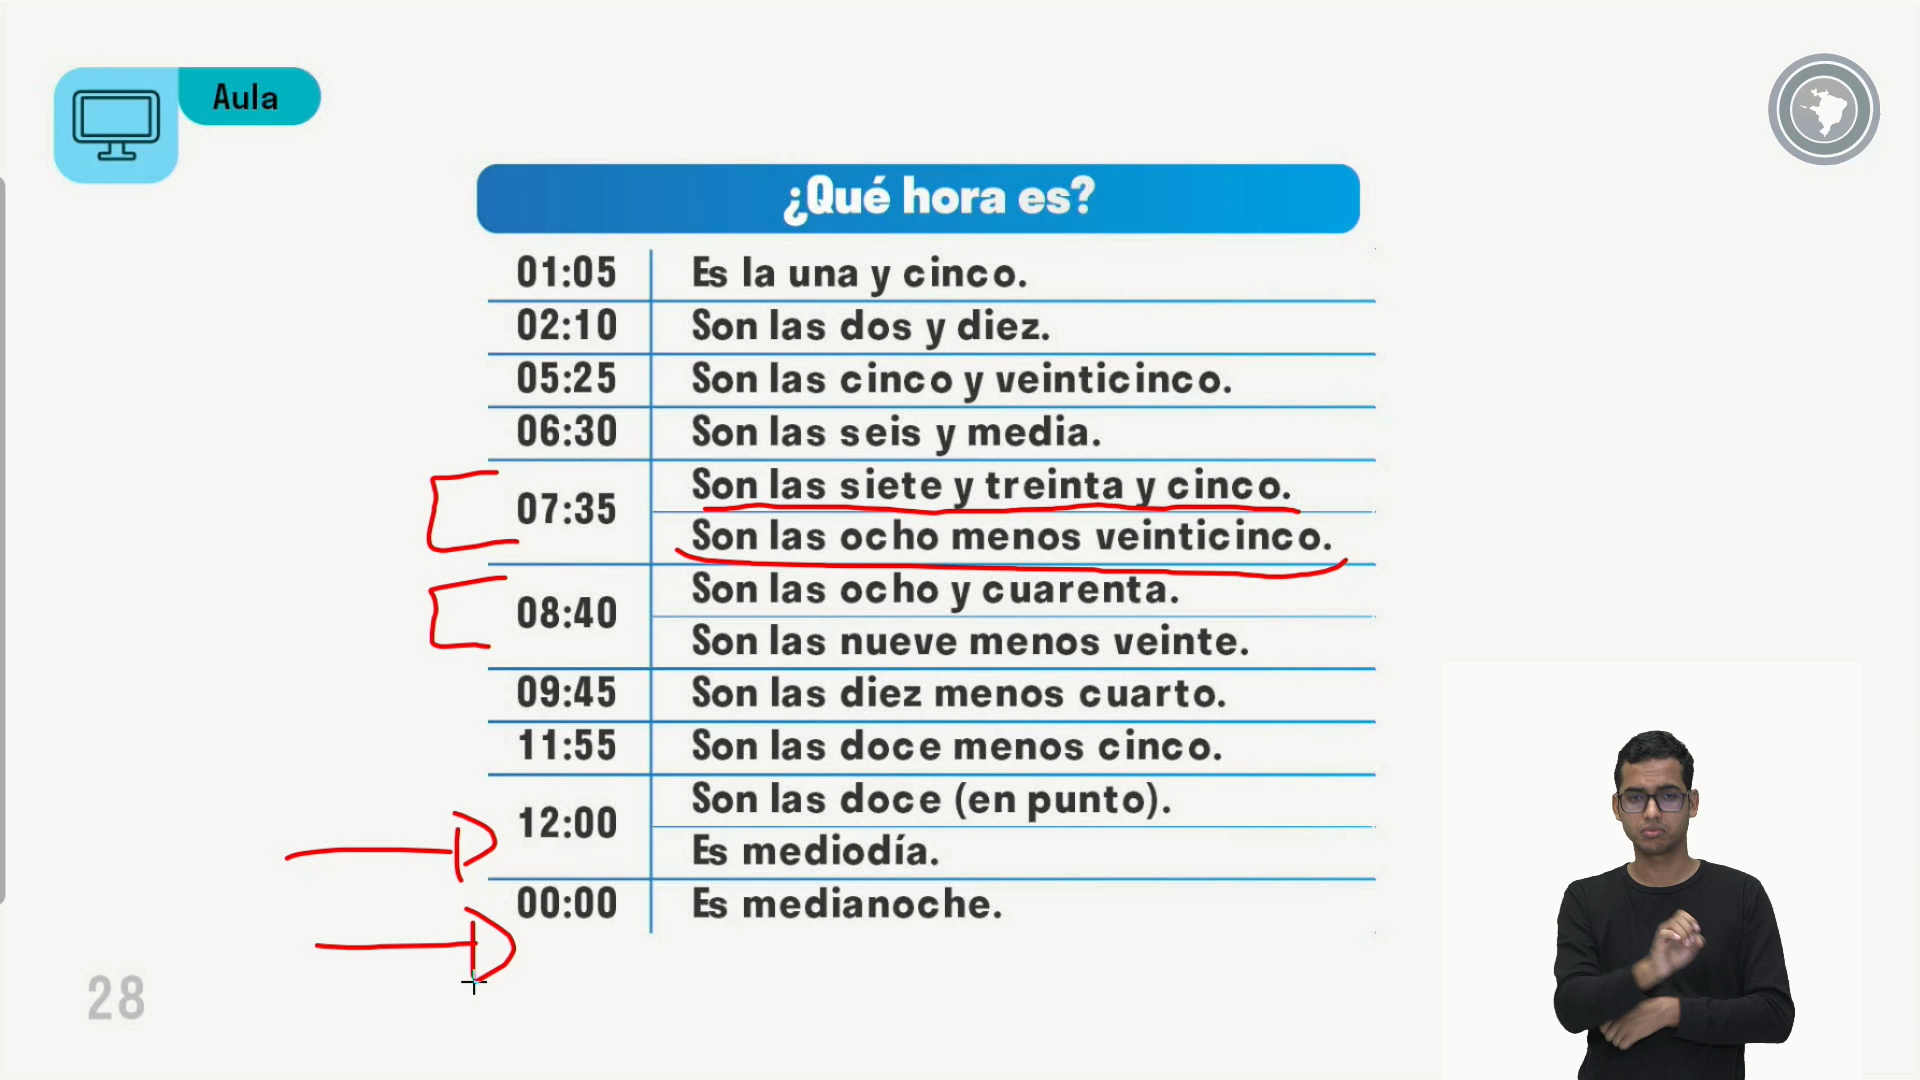 Aula
¿Qué hora es?
01:05 Es la una y cinco.
02:10 Son las dos y diez.
05:25 Son las cinco y veinticinco.
06:30 Son las seis y media.
07:35 Son las siete y treinta y cinco.
Son las ocho menos veinticinco.
08:40 Son las ocho y cuarenta.
Son las nueve menos veinte.
09:45 Son las diez menos cuarto.
11:55 Son las doce menos cinco.
12:00 Son las doce (en punto).
Es mediodía.
00:00 Es medianoche.
28